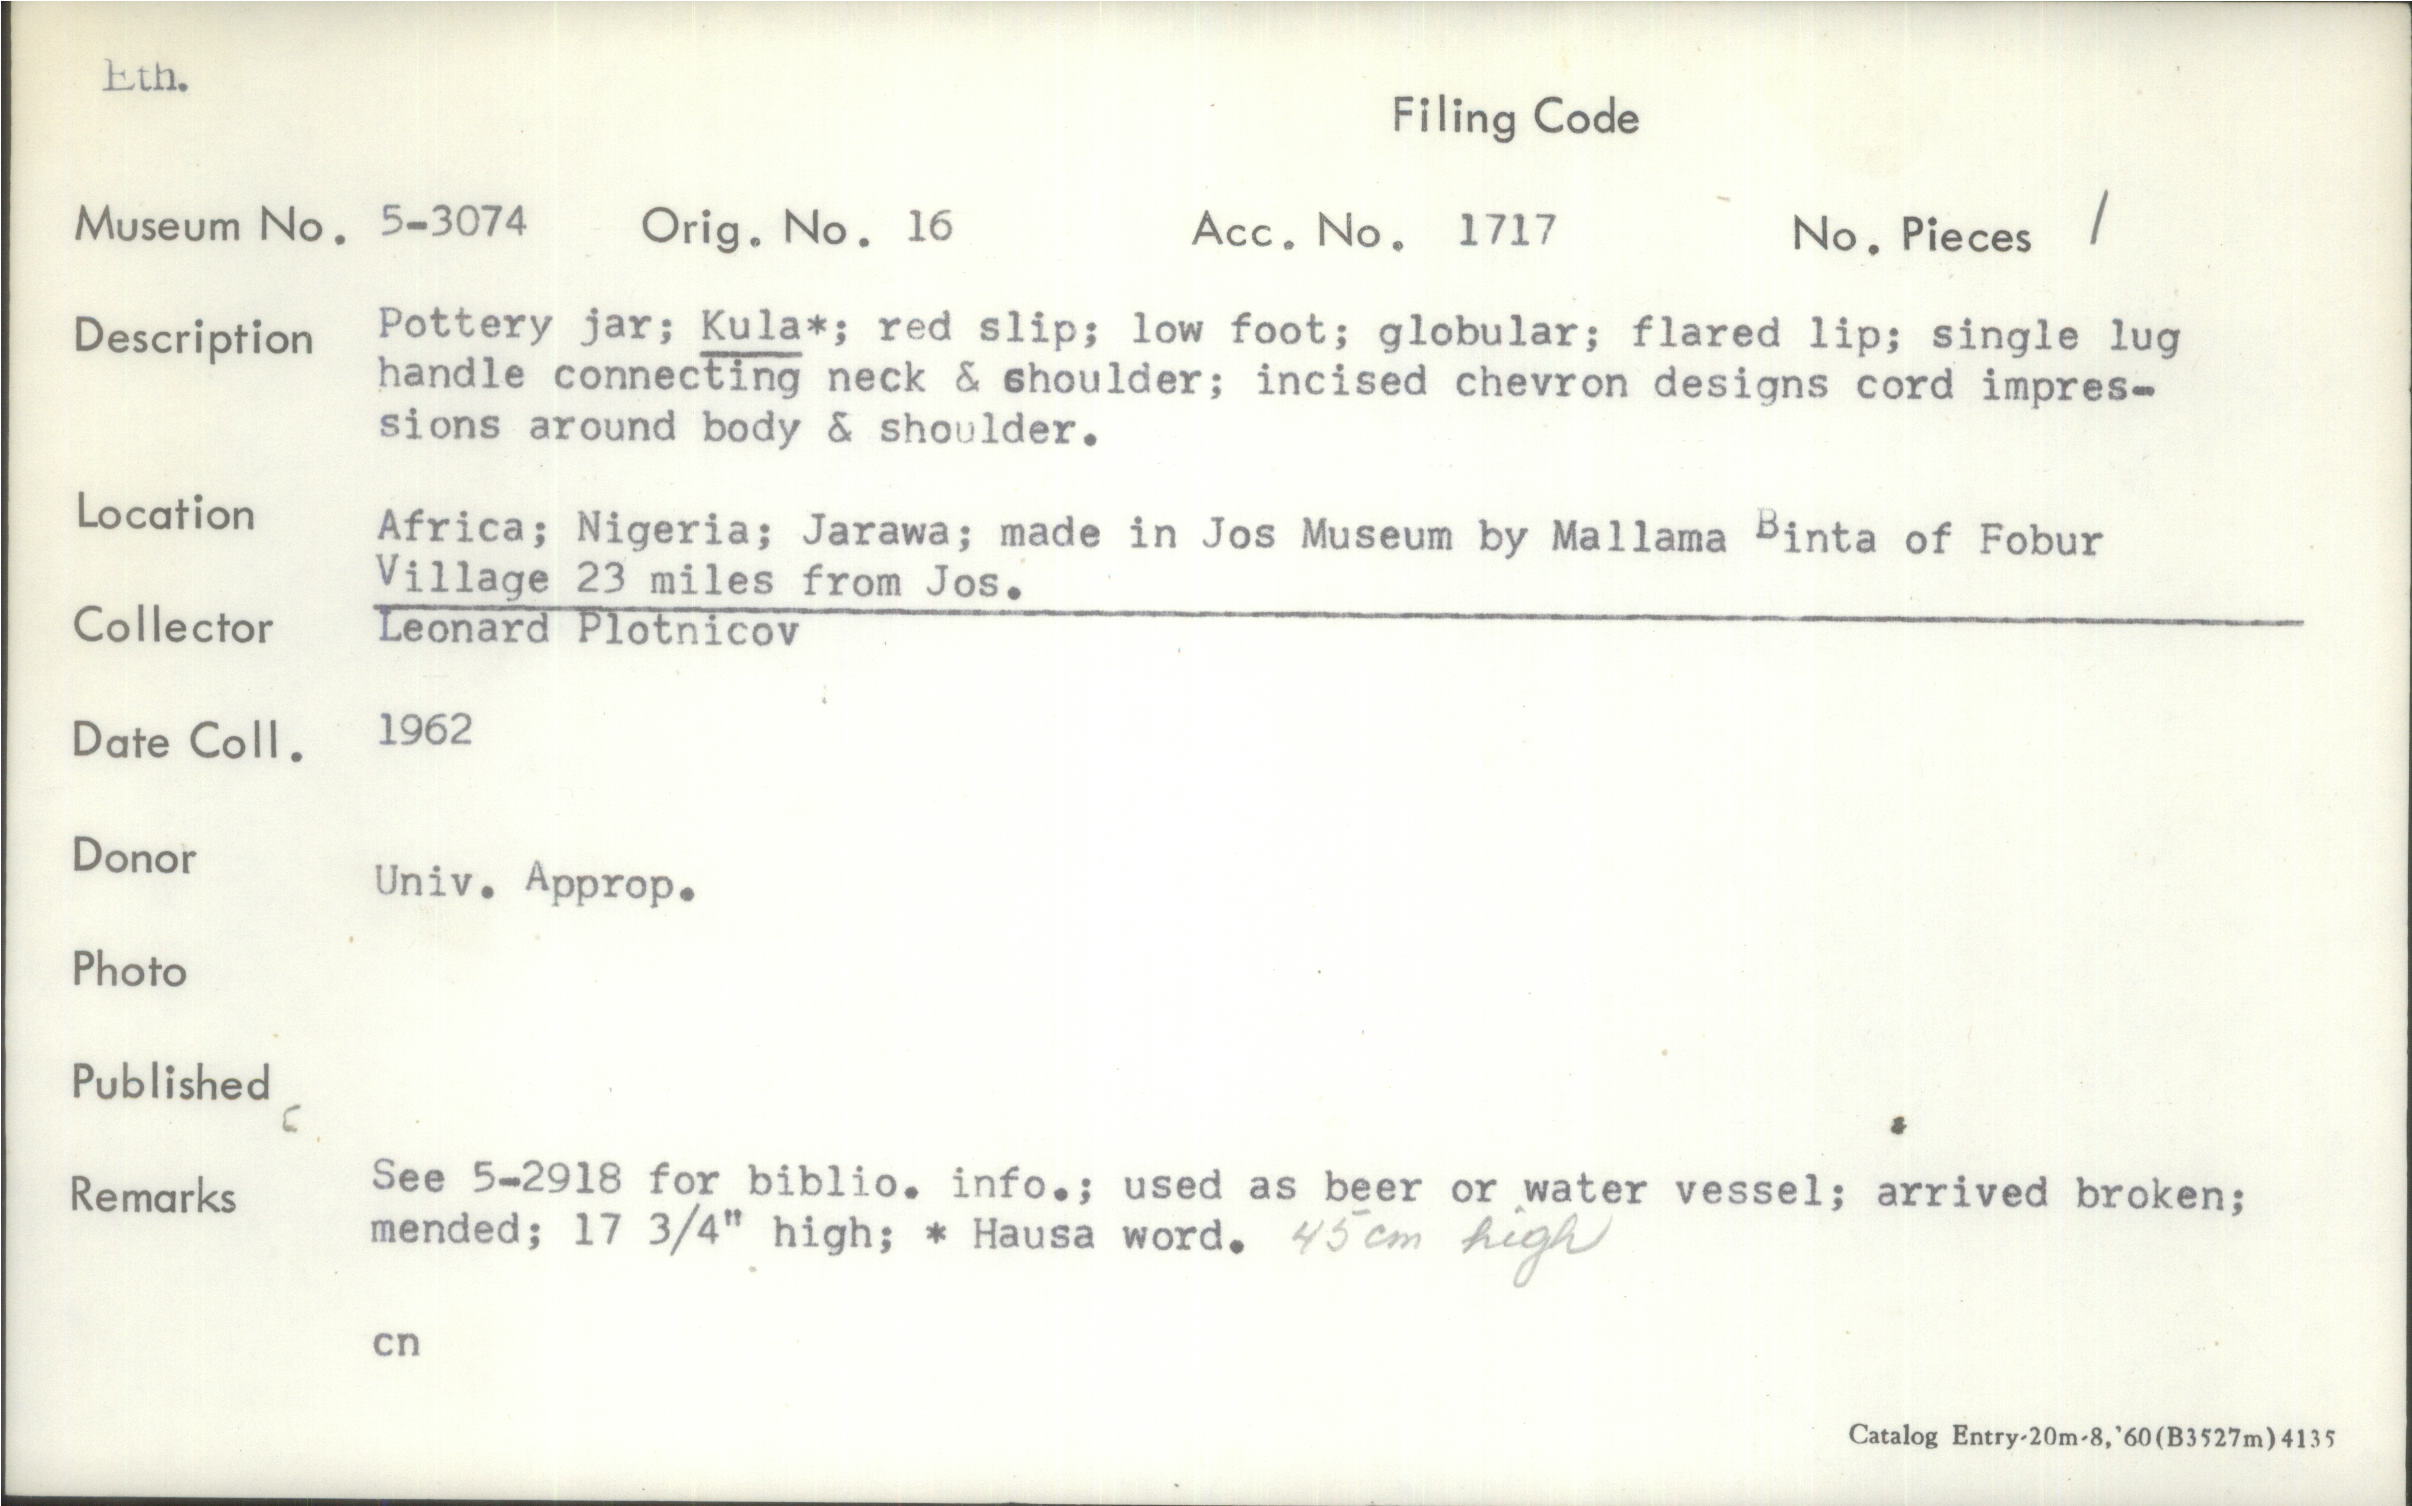 Eth.
Filing Code
Museum No. 5-3074 Orig. No. 16 Acc. No. 1717 No. Pieces /
Description Pottery jar; Kula*; red slip; low foot; globular; flared lip; single lug
handle connecting neck & shoulder; incised chevron designs cord impres-
sions around body & shoulder.
Location Africa; Nigeria; Jarawa; made in Jos Museum by Mallama Binta of Fobur
Village 23 miles from Jos.
Collector Leonard Plotnicov
Date Coll. 1962
Donor Univ. Approp.
Photo
Published
Remarks See 5-2918 for biblio. info.; used as beer or water vessel; arrived broken;
mended; 17 3/4" high; * Hausa word. 45 cm high
cn
Catalog Entry-20m-8,'60(B3527m)4135